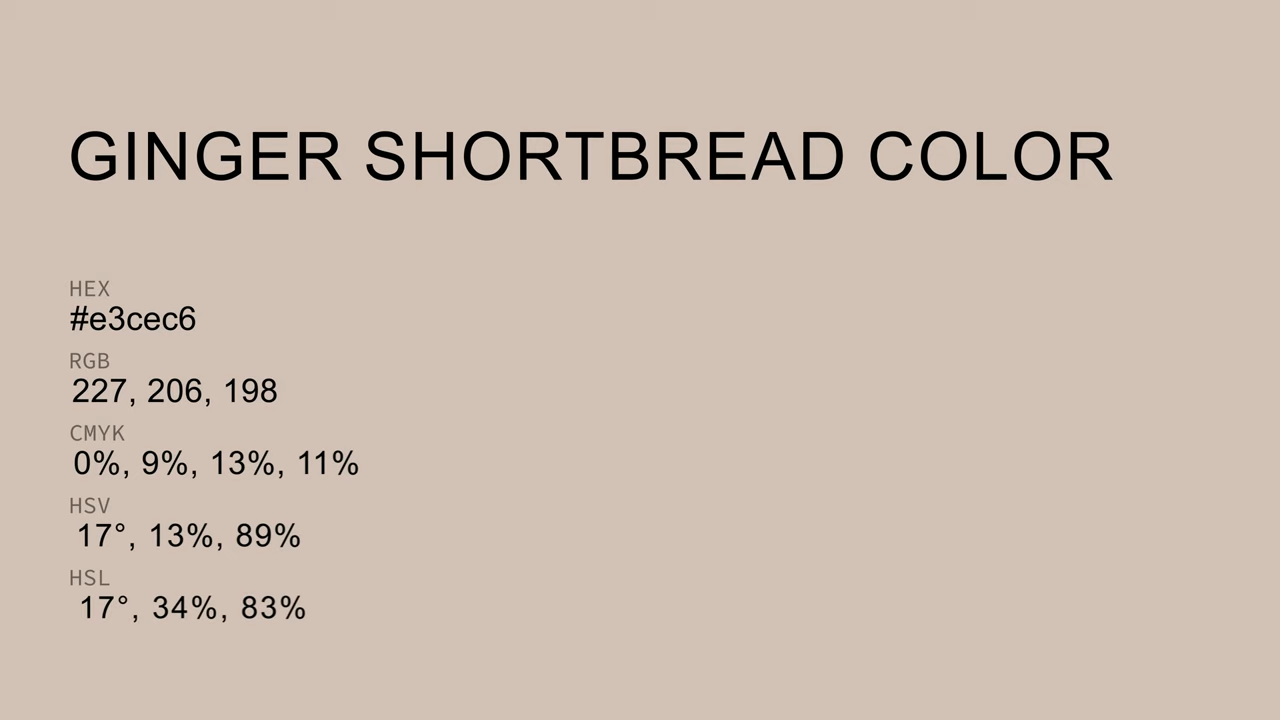 GINGER SHORTBREAD COLOR
HEX
#e3cec6
RGB
227, 206, 198
CMYK
0%, 9%, 13%, 11%
HSV
17°, 13%, 89%
HSL
17°, 34%, 83%